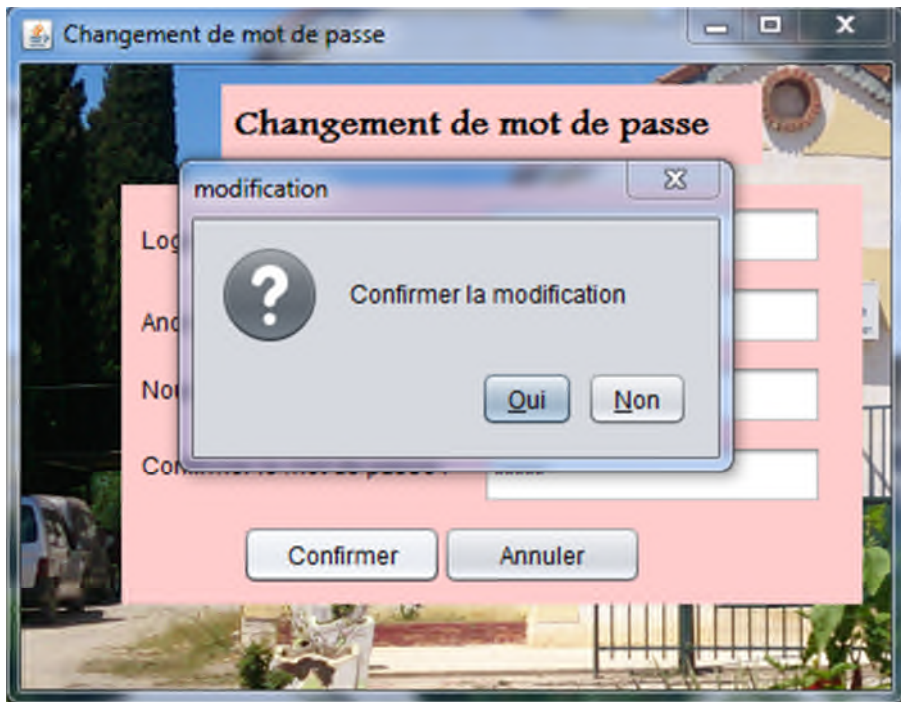 Changement de mot de passe
Changement de mot de passe
modification
Confirmer la modification
Oui Non
Confirmer Annuler